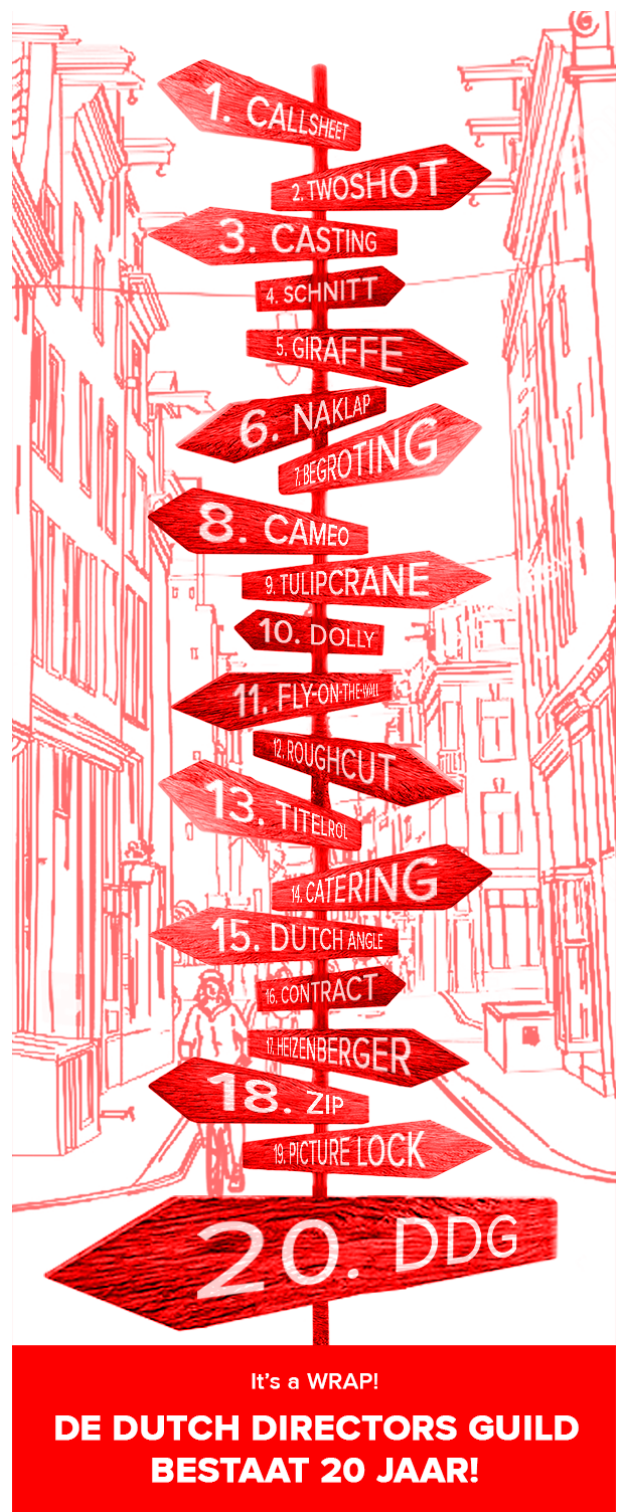 1. CALLSHEET
2. TWOSHOT
3. CASTING
4. SCHNITT
5. GIRAFFE
6. NAKLAP
7. BEGROTING
8. CAMEO
9. TULIPCRANE
10. DOLLY
11. FLY-ON-THE-WALL
12. ROUGHCUT
13. TITELROL
14. CATERING
15. DUTCH ANGLE
16. CONTRACT
17. HEIZENBERGER
18. ZIP
19. PICTURE LOCK
20. DDG
It's a WRAP!
DE DUTCH DIRECTORS GUILD
BESTAAT 20 JAAR!